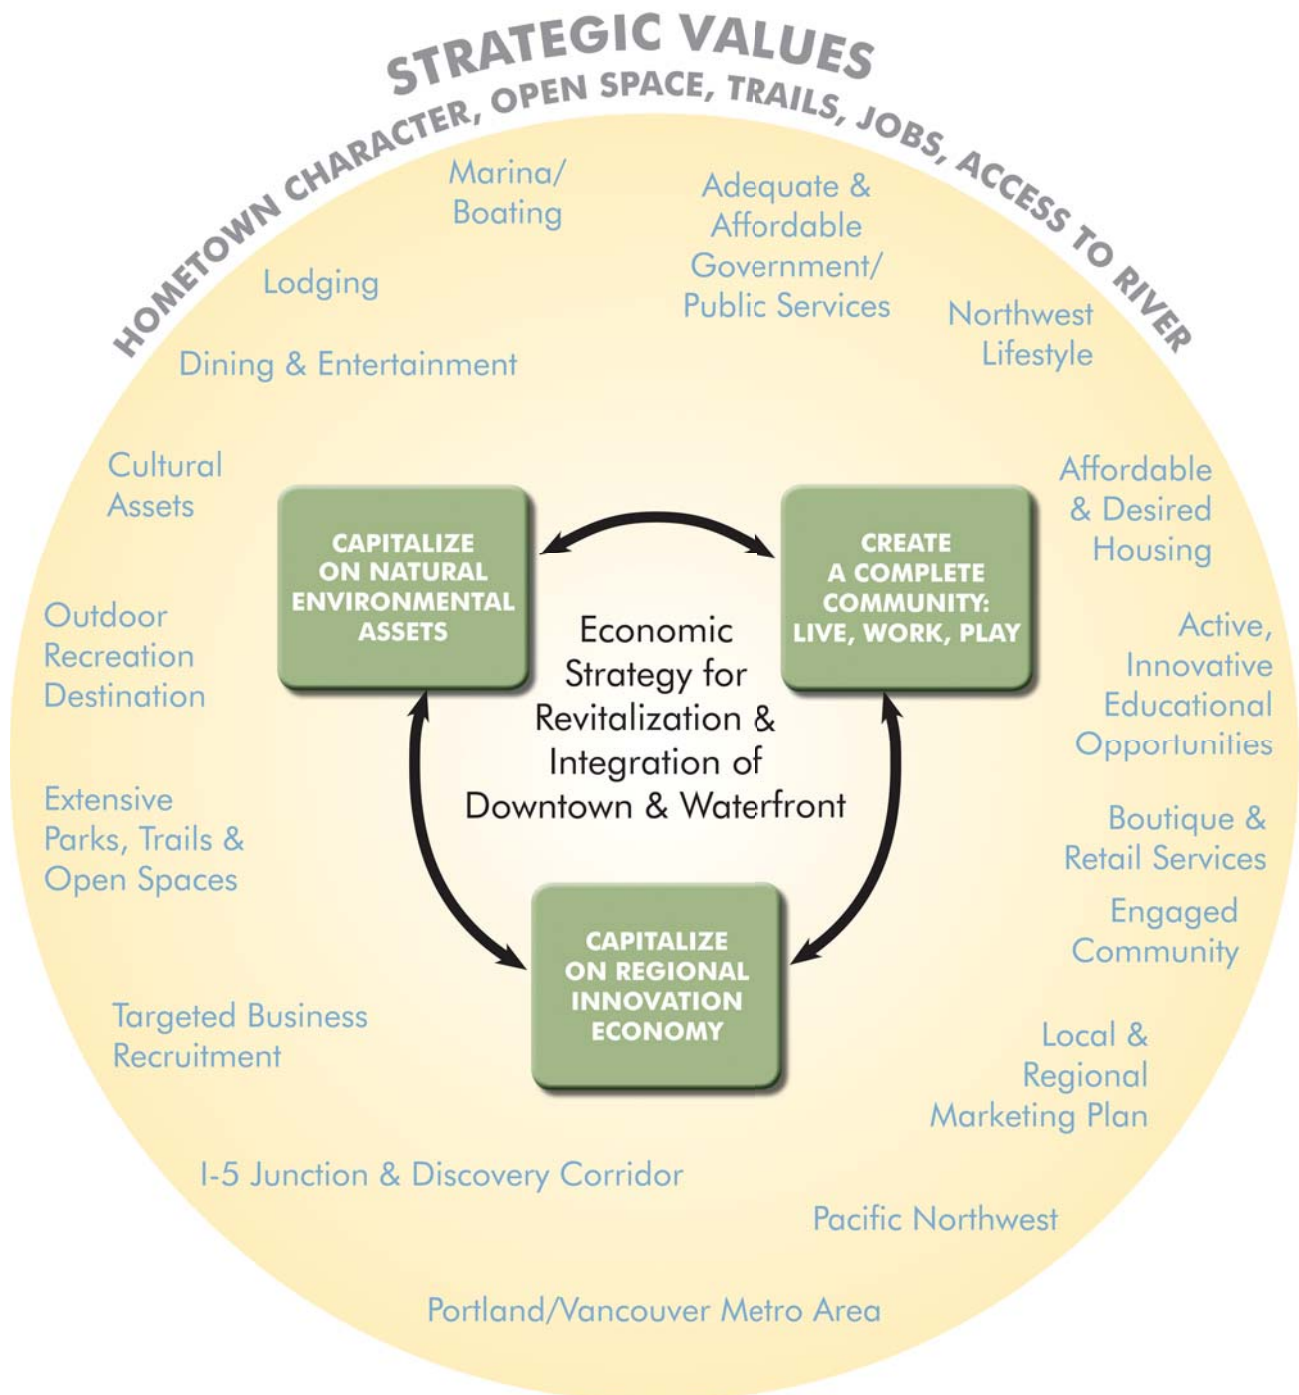 STRATEGIC VALUES
HOMETOWN CHARACTER, OPEN SPACE, TRAILS, JOBS, ACCESS TO RIVER
Marina/
Boating
Adequate &
Affordable
Government/
Public Services
Lodging
Northwest
Lifestyle
Dining & Entertainment
Cultural
Assets
Affordable
& Desired
Housing
CAPITALIZE
ON NATURAL
ENVIRONMENTAL
ASSETS
CREATE
A COMPLETE
COMMUNITY:
LIVE, WORK, PLAY
Outdoor
Recreation
Destination
Economic
Strategy for
Revitalization &
Integration of
Downtown & Waterfront
Active,
Innovative
Educational
Opportunities
Extensive
Parks, Trails &
Open Spaces
Boutique &
Retail Services
Engaged
Community
CAPITALIZE
ON REGIONAL
INNOVATION
ECONOMY
Targeted Business
Recruitment
Local &
Regional
Marketing Plan
I-5 Junction & Discovery Corridor
Pacific Northwest
Portland/Vancouver Metro Area